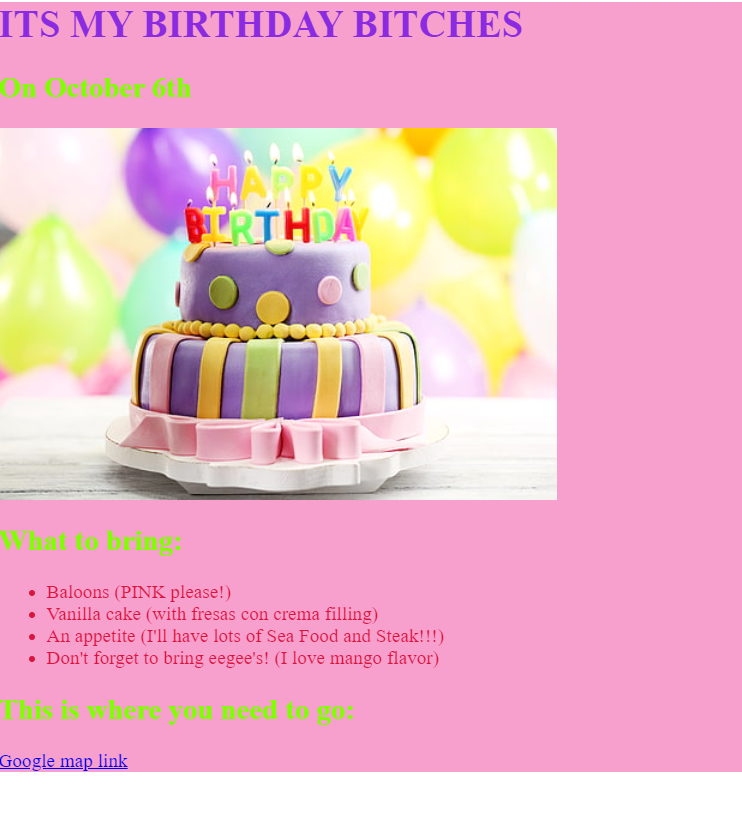 ITS MY BIRTHDAY BITCHES
On October 6th
HAPPY
BIRTHDAY
What to bring:
Baloons (PINK please!)
Vanilla cake (with fresas con crema filling)
An appetite (I'll have lots of Sea Food and Steak!!!)
Don't forget to bring eegee's! (I love mango flavor)
This is where you need to go:
Google map link